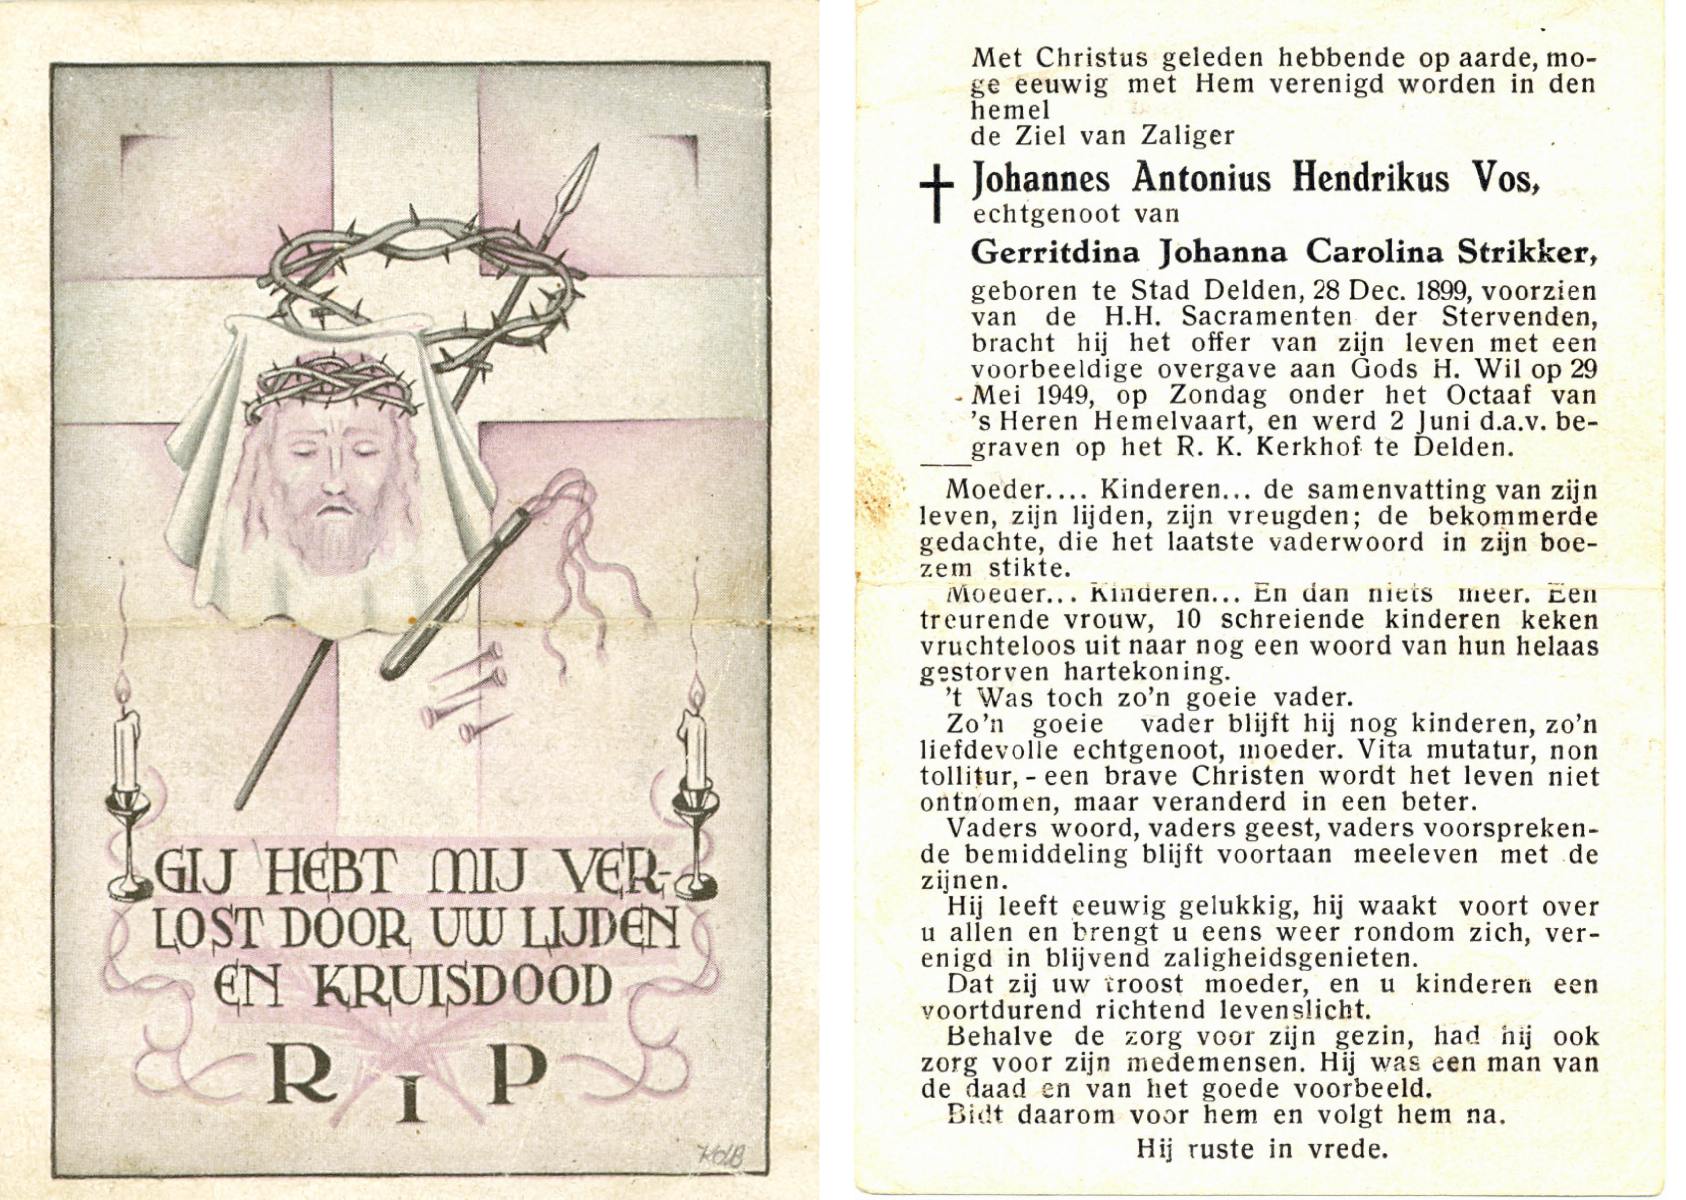 GIJ HEBT MIJ VER-
LOST DOOR UW LIJDEN
EN KRUISDOOD
R I P
Met Christus geleden hebbende op aarde, mo-
ge eeuwig met Hem verenigd worden in den
hemel
de Ziel van Zaliger
Johannes Antonius Hendrikus Vos,
echtgenoot van
Gerritdina Johanna Carolina Strikker,
geboren te Stad Delden, 28 Dec. 1899, voorzien
van de H.H. Sacramenten der Stervenden,
bracht hij het offer van zijn leven met een
voorbeeldige overgave aan Gods H. Wil op 29
Mei 1949, op Zondag onder het Octaaf van
's Heren Hemelvaart, en werd 2 Juni d.a.v. be-
graven op het R. K. Kerkhof te Delden.
Moeder.... Kinderen... de samenvatting van zijn
leven, zijn lijden, zijn vreugden; de bekommerde
gedachte, die het laatste vaderwoord in zijn boe-
zem stikte.
Moeder... Kinderen... En dan niets meer. Een
treurende vrouw, 10 schreiende kinderen keken
vruchteloos uit naar nog een woord van hun helaas
gestorven hartekoning.
't Was toch zo'n goeie vader.
Zo'n goeie vader blijft hij nog kinderen, zo'n
liefdevolle echtgenoot, moeder. Vita mutatur, non
tollitur, - een brave Christen wordt het leven niet
ontnomen, maar veranderd in een beter.
Vaders woord, vaders geest, vaders voorspreken-
de bemiddeling blijft voortaan meeleven met de
zijnen.
Hij leeft eeuwig gelukkig, hij waakt voort over
u allen en brengt u eens weer rondom zich, ver-
enigd in blijvend zaligheidsgenieten.
Dat zij uw troost moeder, en u kinderen een
voortdurend richtend levenslicht.
Behalve de zorg voor zijn gezin, had hij ook
zorg voor zijn medemensen. Hij was een man van
de daad en van het goede voorbeeld.
Bidt daarom voor hem en volgt hem na.
Hij ruste in vrede.